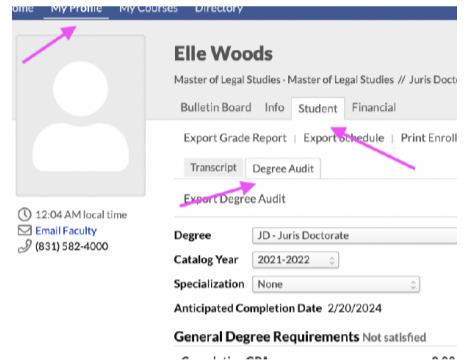 My Profile My Courses Directory
Elle Woods
Master of Legal Studies - Master of Legal Studies // Juris Doct
Bulletin Board Info Student Financial
Export Grade Report | Export Schedule | Print Enroll
Transcript Degree Audit
Export Degree Audit
12:04 AM local time
Email Faculty
(831) 582-4000
Degree JD - Juris Doctorate
Catalog Year 2021-2022
Specialization None
Anticipated Completion Date 2/20/2024
General Degree Requirements Not satisfied